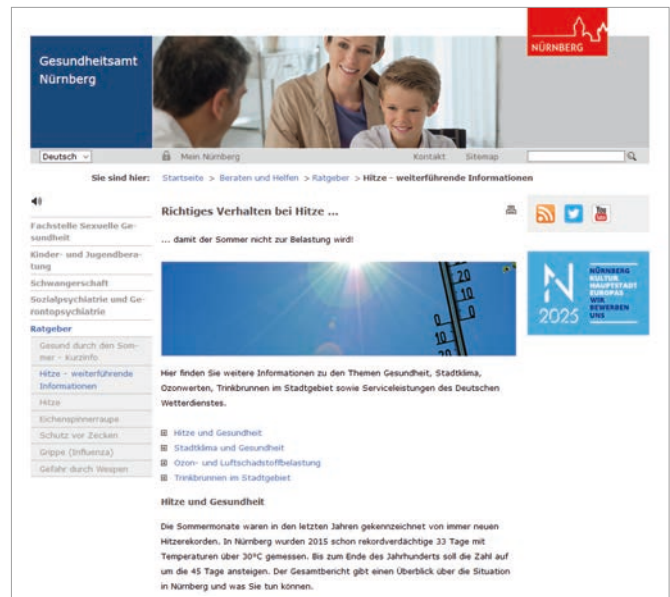 NÜRNBERG
Gesundheitsamt
Nürnberg
Deutsch
Mein Nürnberg
Kontakt Sitemap
Sie sind hier: Startseite > Beraten und Helfen > Ratgeber > Hitze - weiterführende Informationen
Fachstelle Sexuelle Ge-
sundheit
Kinder- und Jugendbera-
tung
Schwangerschaft
Sozialpsychiatrie und Ge-
rontopsychiatrie
Ratgeber
Gesund durch den Som-
mer - Kurzinfo
Hitze - weiterführende
Informationen
Hitze
Eichenspinnerraupe
Schutz vor Zecken
Grippe (Influenza)
Gefahr durch Wespen
Richtiges Verhalten bei Hitze ...
... damit der Sommer nicht zur Belastung wird!
20
10
0
10
Hier finden Sie weitere Informationen zu den Themen Gesundheit, Stadtklima,
Ozonwerten, Trinkbrunnen im Stadtgebiet sowie Serviceleistungen des Deutschen
Wetterdienstes.
Hitze und Gesundheit
Stadtklima und Gesundheit
Ozon- und Luftschadstoffbelastung
Trinkbrunnen im Stadtgebiet
Hitze und Gesundheit
Die Sommermonate waren in den letzten Jahren gekennzeichnet von immer neuen
Hitzerekorden. In Nürnberg wurden 2015 schon rekordverdächtige 33 Tage mit
Temperaturen über 30°C gemessen. Bis zum Ende des Jahrhunderts soll die Zahl auf
um die 45 Tage ansteigen. Der Gesamtbericht gibt einen Überblick über die Situation
in Nürnberg und was Sie tun können.
You
N
2025
NÜRNBERG
KULTUR
HAUPTSTADT
EUROPAS
WIR
BEWERBEN
UNS